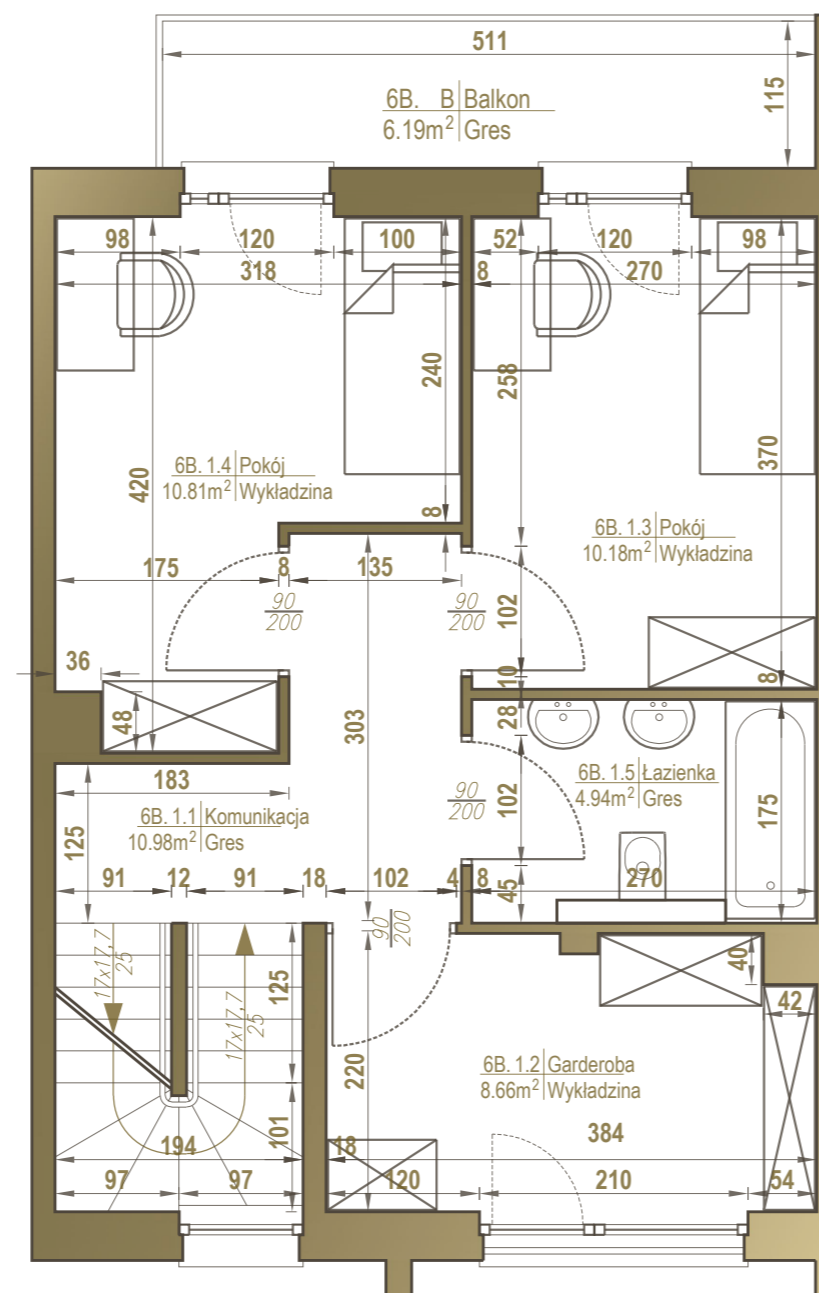 511
115
6B. B Balkon
6.19m² Gres
98 120 100 52 120 98
318 8 270
240 258
420 370
6B. 1.4 Pokój
10.81m² Wykładzina
8
6B. 1.3 Pokój
10.18m² Wykładzina
175 8 135
90
200
90
200
102
36 10 8
48 303 28
183
6B. 1.5 Łazienka
4.94m² Gres
90
200
102 175
6B. 1.1 Komunikacja
10.98m² Gres
125
91 12 91 18 102 4 8 45 270
90
200
17x17,7
25
17x17,7
25
125 40
42
220
6B. 1.2 Garderoba
8.66m² Wykładzina
101
194 18 384
97 97 120 210 54